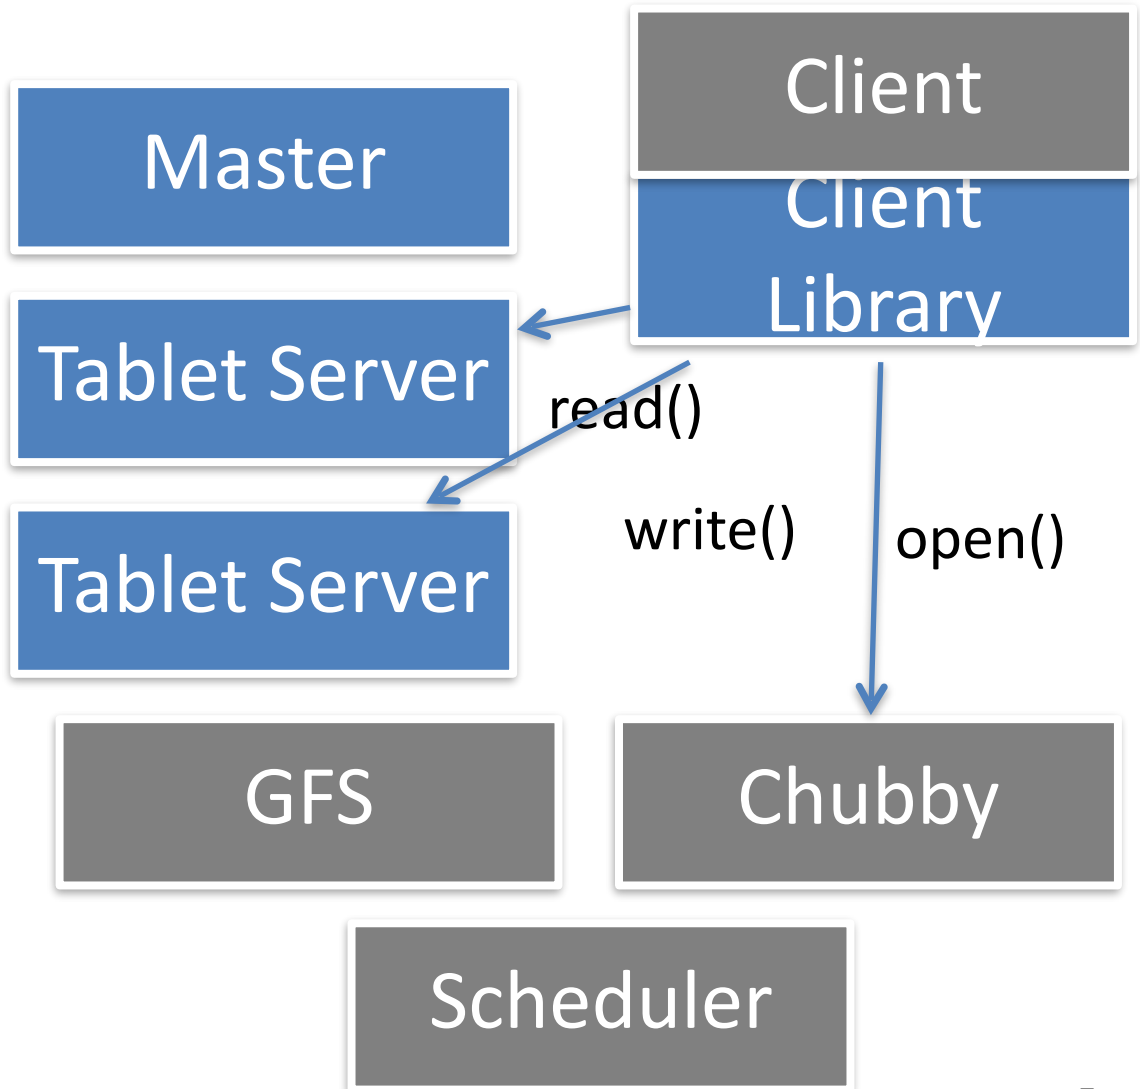 Client
Master
Client
Library
Tablet Server
read()
write()
open()
Tablet Server
GFS
Chubby
Scheduler